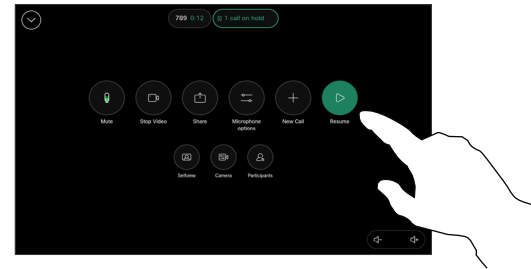 789 0:12 1 call on hold
Mute Stop Video Share Microphone options New Call Resume
Selfview Camera Participants